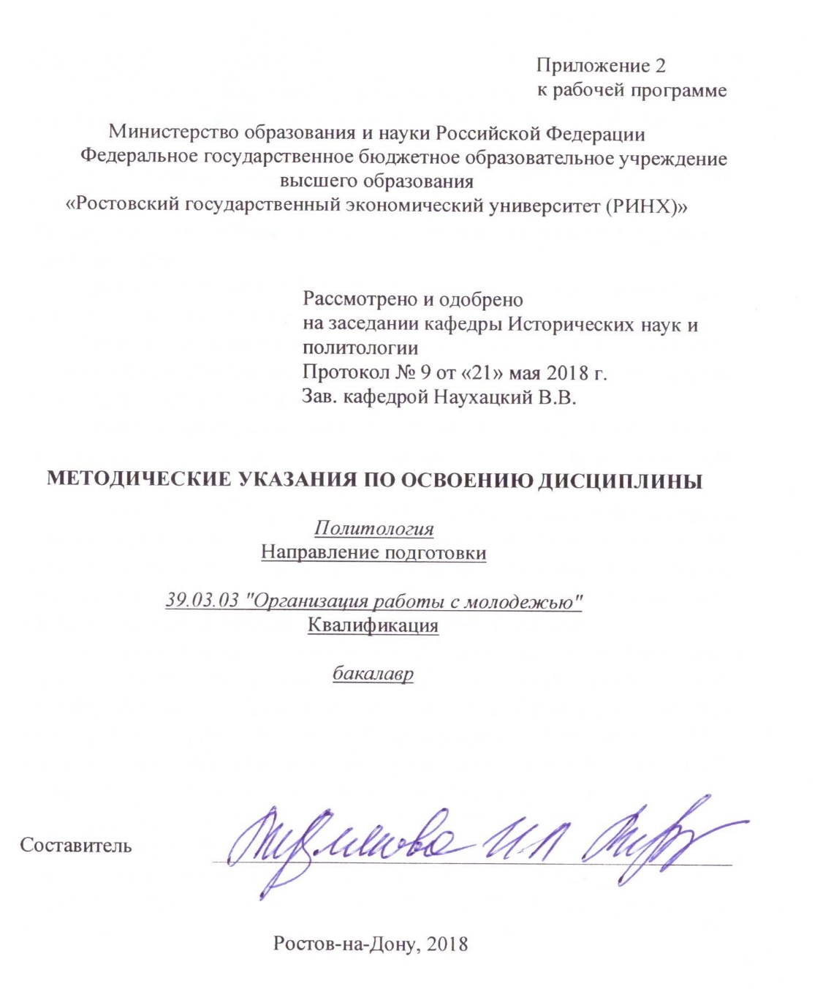 Приложение 2
к рабочей программе
Министерство образования и науки Российской Федерации
Федеральное государственное бюджетное образовательное учреждение
высшего образования
«Ростовский государственный экономический университет (РИНХ)»
Рассмотрено и одобрено
на заседании кафедры Исторических наук и
политологии
Протокол № 9 от «21» мая 2018 г.
Зав. кафедрой Наухацкий В.В.
МЕТОДИЧЕСКИЕ УКАЗАНИЯ ПО ОСВОЕНИЮ ДИСЦИПЛИНЫ
Политология
Направление подготовки
39.03.03 "Организация работы с молодежью"
Квалификация
бакалавр
Составитель
Ростов-на-Дону, 2018